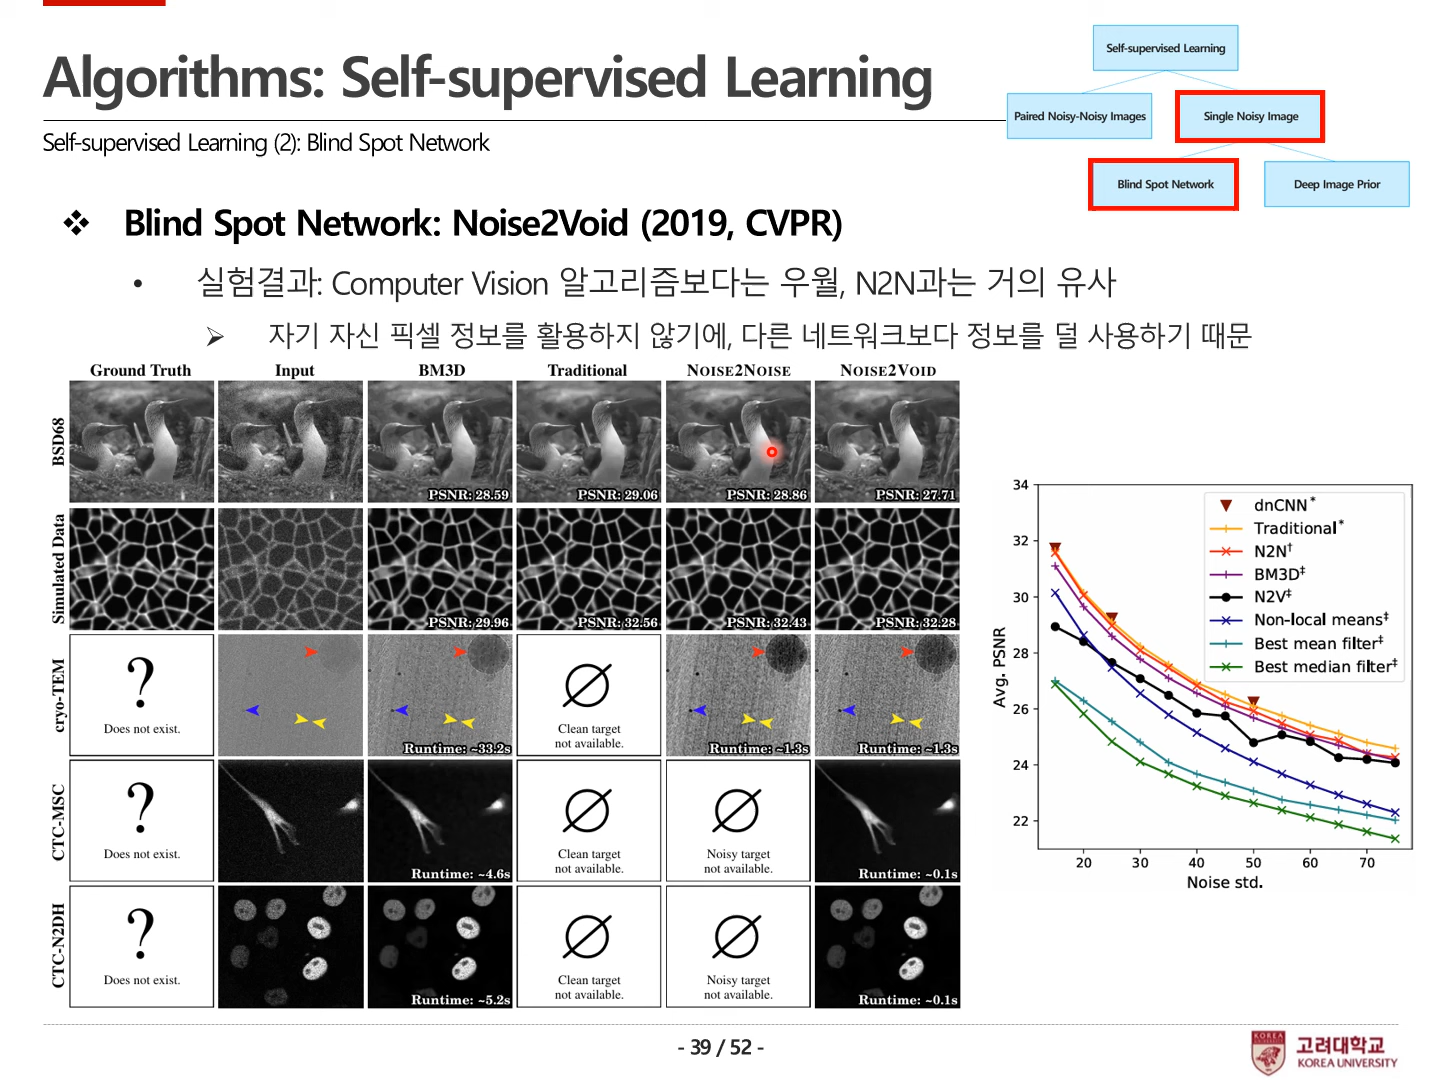 Algorithms: Self-supervised Learning
Self-supervised Learning (2): Blind Spot Network
Self-supervised Learning
Paired Noisy-Noisy Images
Single Noisy Image
Blind Spot Network
Deep Image Prior
❖ Blind Spot Network: Noise2Void (2019, CVPR)
• 실험결과: Computer Vision 알고리즘보다는 우월, N2N과는 거의 유사
➢ 자기 자신 픽셀 정보를 활용하지 않기에, 다른 네트워크보다 정보를 덜 사용하기 때문
Ground Truth Input BM3D Traditional NOISE2NOISE NOISE2VOID
BSD68
PSNR: 28.59 PSNR: 29.06 PSNR: 28.86 PSNR: 27.71
Simulated Data
PSNR: 29.96 PSNR: 32.56 PSNR: 32.43 PSNR: 32.28
cryo-TEM
?
Does not exist.
Runtime: ~33.2s
Clean target
not available.
Runtime: ~1.3s
Runtime: ~1.3s
CTC-MSC
?
Does not exist.
Runtime: ~4.6s
Clean target
not available.
Noisy target
not available.
Runtime: ~0.1s
CTC-N2DH
?
Does not exist.
Runtime: ~5.2s
Clean target
not available.
Noisy target
not available.
Runtime: ~0.1s
Avg. PSNR
34
32
30
28
26
24
22
dnCNN*
Traditional*
N2N†
BM3D‡
N2V‡
Non-local means‡
Best mean filter‡
Best median filter‡
20 30 40 50 60 70
Noise std.
- 39 / 52 -
고려대학교
KOREA UNIVERSITY